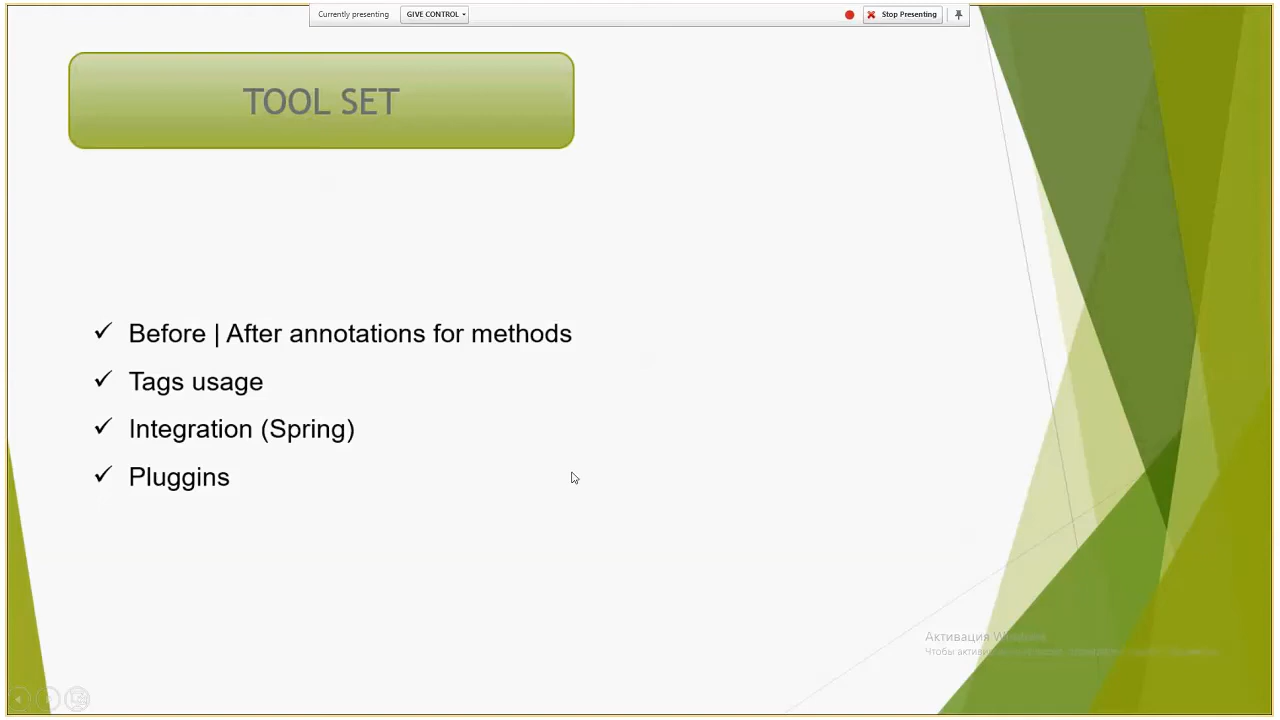 Currently presenting GIVE CONTROL Stop Presenting
TOOL SET
Before | After annotations for methods
Tags usage
Integration (Spring)
Pluggins
Активация Windows
Чтобы